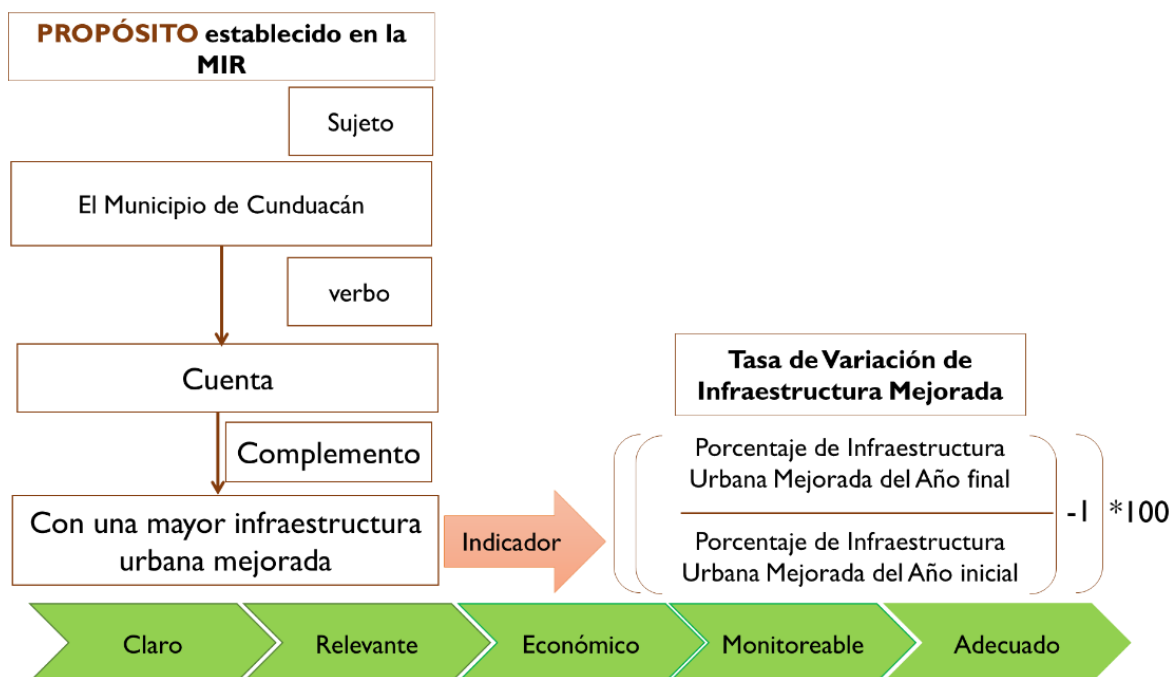 PROPÓSITO establecido en la
MIR
Sujeto
El Municipio de Cunduacán
verbo
Cuenta
Complemento
Con una mayor infraestructura
urbana mejorada
Indicador
Tasa de Variación de
Infraestructura Mejorada
Porcentaje de Infraestructura
Urbana Mejorada del Año final
Porcentaje de Infraestructura
Urbana Mejorada del Año inicial
-1
*100
Claro
Relevante
Económico
Monitoreable
Adecuado